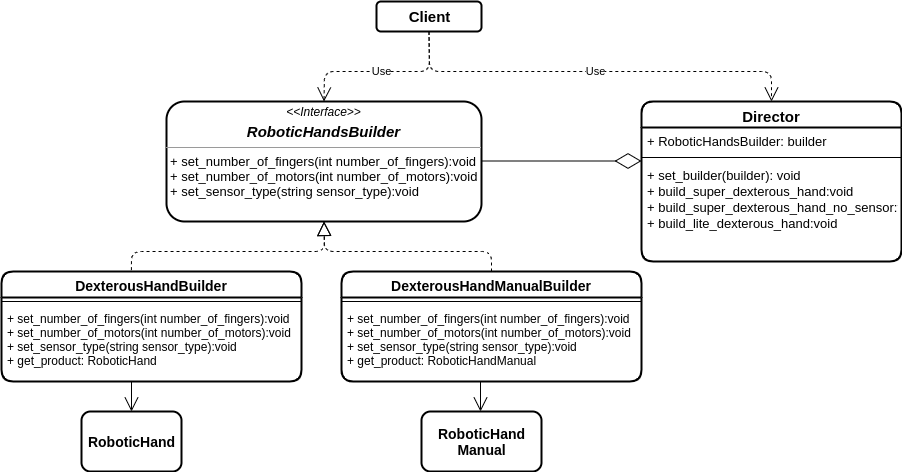 Client
Use
Use
<<Interface>>
RoboticHandsBuilder
+ set_number_of_fingers(int number_of_fingers):void
+ set_number_of_motors(int number_of_motors):void
+ set_sensor_type(string sensor_type):void
Director
+ RoboticHandsBuilder: builder
+ set_builder(builder): void
+ build_super_dexterous_hand:void
+ build_super_dexterous_hand_no_sensor:
+ build_lite_dexterous_hand:void
DexterousHandBuilder
+ set_number_of_fingers(int number_of_fingers):void
+ set_number_of_motors(int number_of_motors):void
+ set_sensor_type(string sensor_type):void
+ get_product: RoboticHand
DexterousHandManualBuilder
+ set_number_of_fingers(int number_of_fingers):void
+ set_number_of_motors(int number_of_motors):void
+ set_sensor_type(string sensor_type):void
+ get_product: RoboticHandManual
RoboticHand
RoboticHand
Manual